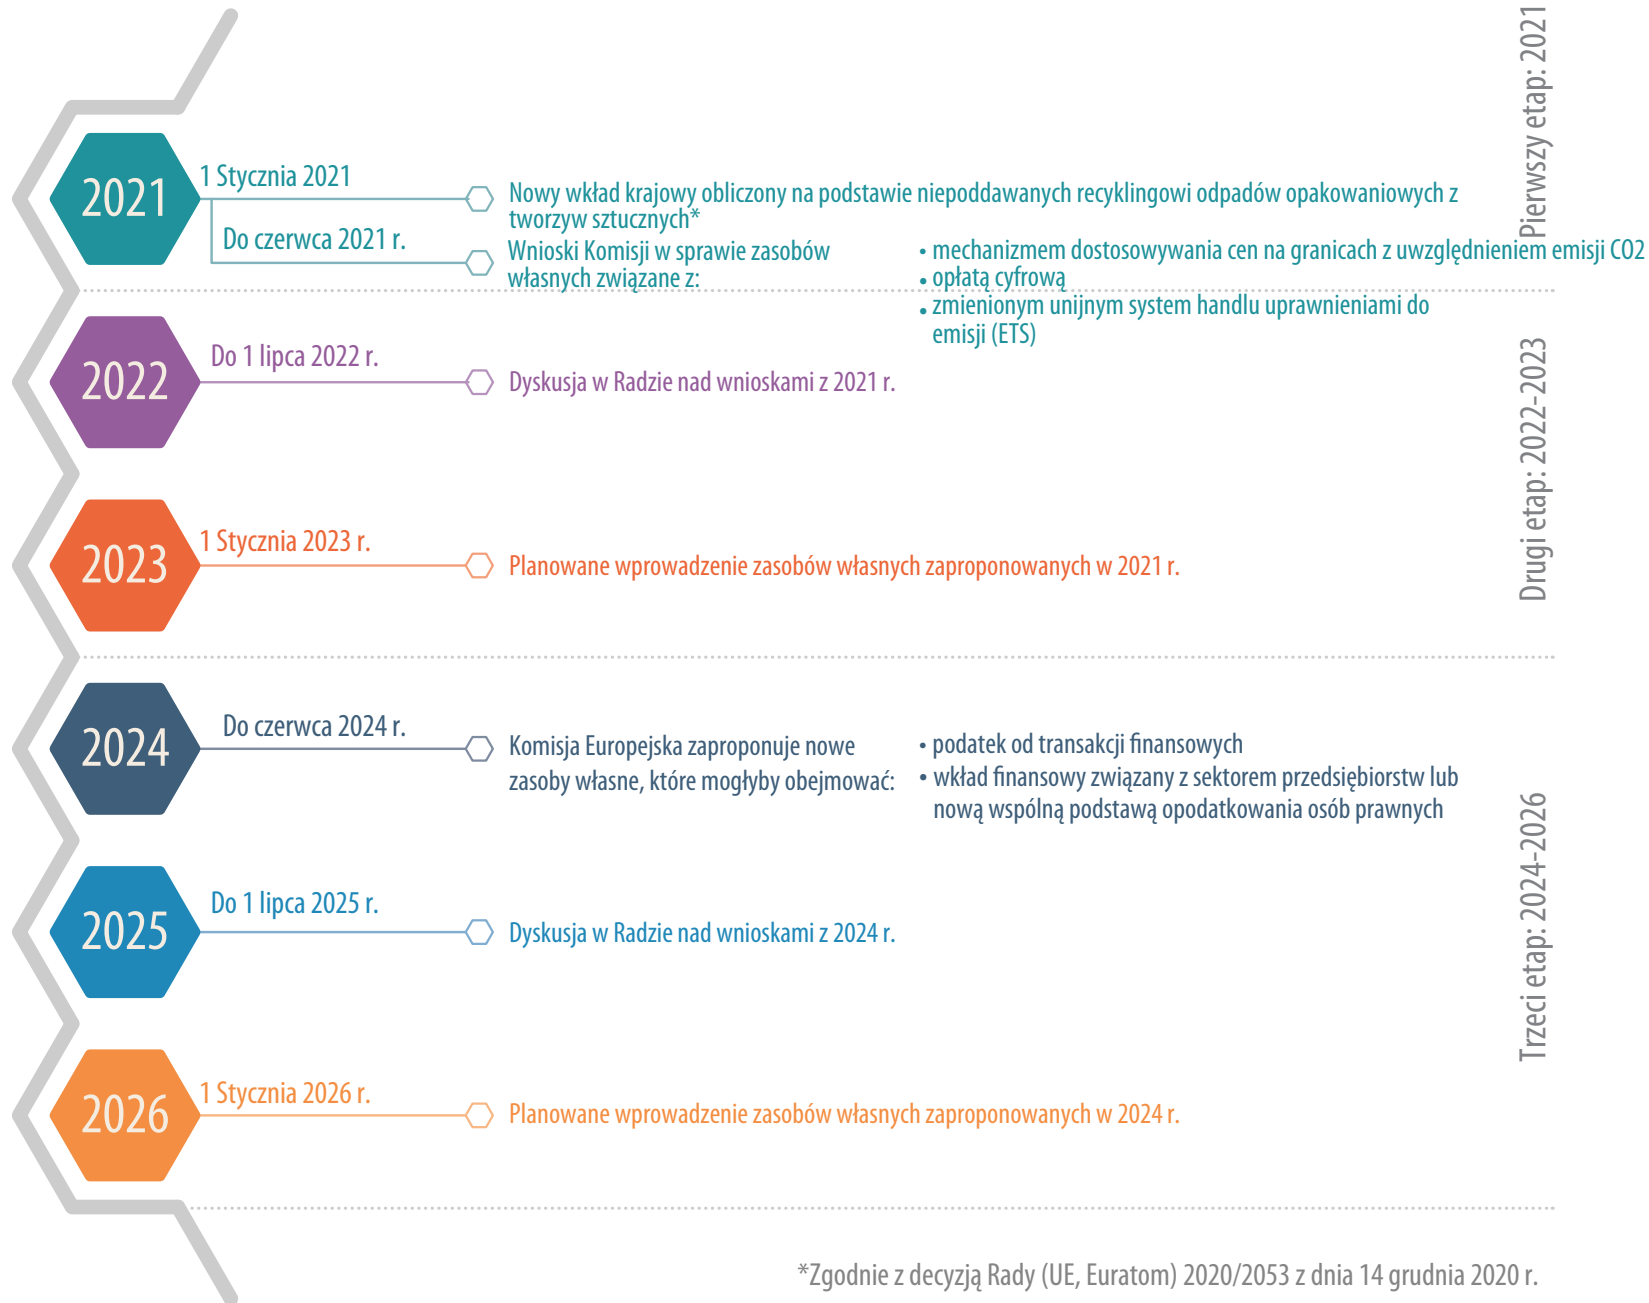 Pierwszy etap: 2021
2021
1 Stycznia 2021
Nowy wkład krajowy obliczony na podstawie niepoddawanych recyklingowi odpadów opakowaniowych z
tworzyw sztucznych*
Do czerwca 2021 r.
Wnioski Komisji w sprawie zasobów
własnych związane z:
• mechanizmem dostosowywania cen na granicach z uwzględnieniem emisji CO2
• opłatą cyfrową
• zmienionym unijnym system handlu uprawnieniami do
emisji (ETS)
Drugi etap: 2022-2023
2022
Do 1 lipca 2022 r.
Dyskusja w Radzie nad wnioskami z 2021 r.
2023
1 Stycznia 2023 r.
Planowane wprowadzenie zasobów własnych zaproponowanych w 2021 r.
Trzeci etap: 2024-2026
2024
Do czerwca 2024 r.
Komisja Europejska zaproponuje nowe
zasoby własne, które mogłyby obejmować:
• podatek od transakcji finansowych
• wkład finansowy związany z sektorem przedsiębiorstw lub
nową wspólną podstawą opodatkowania osób prawnych
2025
Do 1 lipca 2025 r.
Dyskusja w Radzie nad wnioskami z 2024 r.
2026
1 Stycznia 2026 r.
Planowane wprowadzenie zasobów własnych zaproponowanych w 2024 r.
*Zgodnie z decyzją Rady (UE, Euratom) 2020/2053 z dnia 14 grudnia 2020 r.